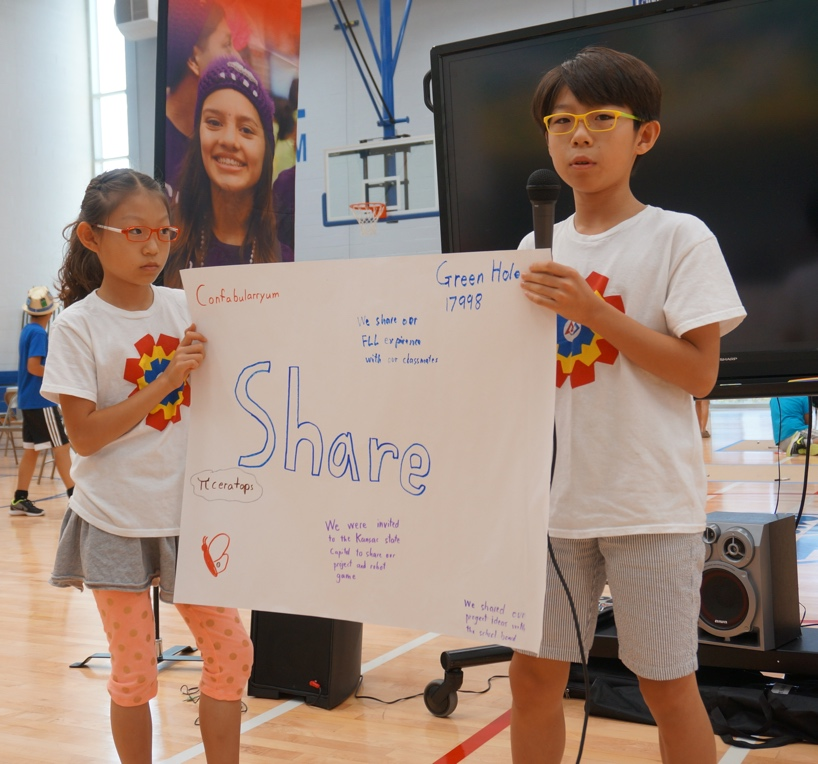 Confabularryum
Green Hole
17998
We share our
FLL experience
with our classmates
Share
πceratops
We were invited
to the Kansas state
Capitol to share our
project and robot
game
We shared our
project ideas with
the school board
SHARP
M